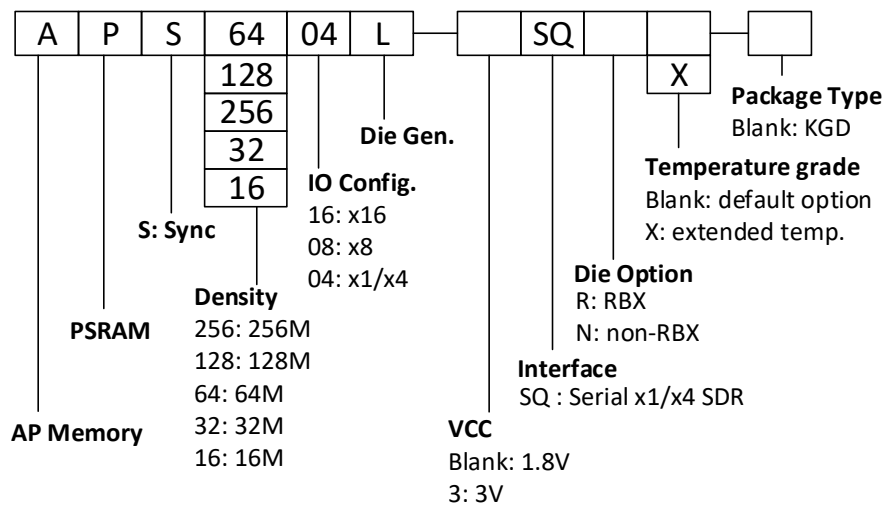 A P S 64 04 L SQ
128
256
32
16
X
Package Type
Blank: KGD
Die Gen.
Temperature grade
Blank: default option
X: extended temp.
IO Config.
16: x16
08: x8
04: x1/x4
S: Sync
Die Option
R: RBX
N: non-RBX
Density
256: 256M
128: 128M
64: 64M
32: 32M
16: 16M
PSRAM
Interface
SQ : Serial x1/x4 SDR
AP Memory
VCC
Blank: 1.8V
3: 3V